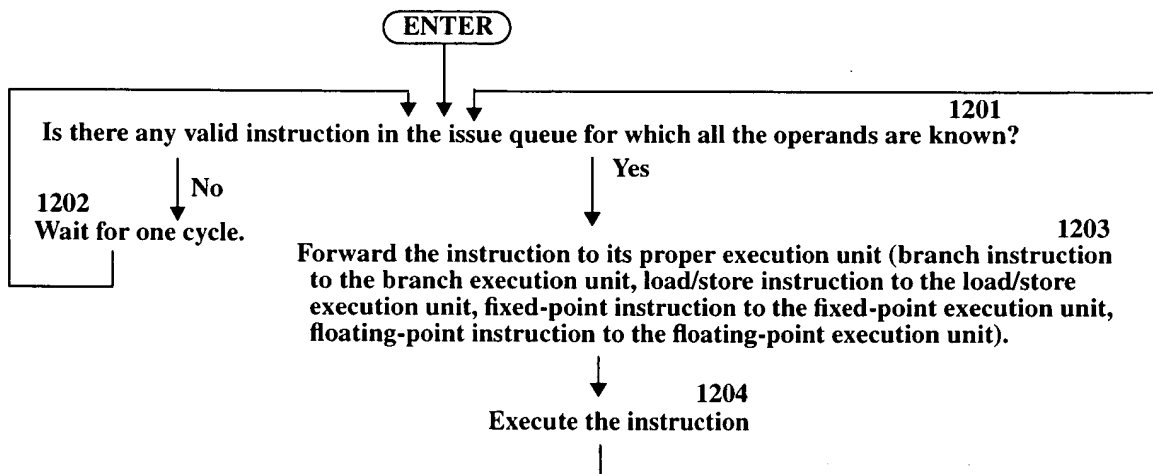 ENTER
1201
Is there any valid instruction in the issue queue for which all the operands are known?
No
Yes
1202
Wait for one cycle.
1203
Forward the instruction to its proper execution unit (branch instruction
to the branch execution unit, load/store instruction to the load/store
execution unit, fixed-point instruction to the fixed-point execution unit,
floating-point instruction to the floating-point execution unit).
1204
Execute the instruction